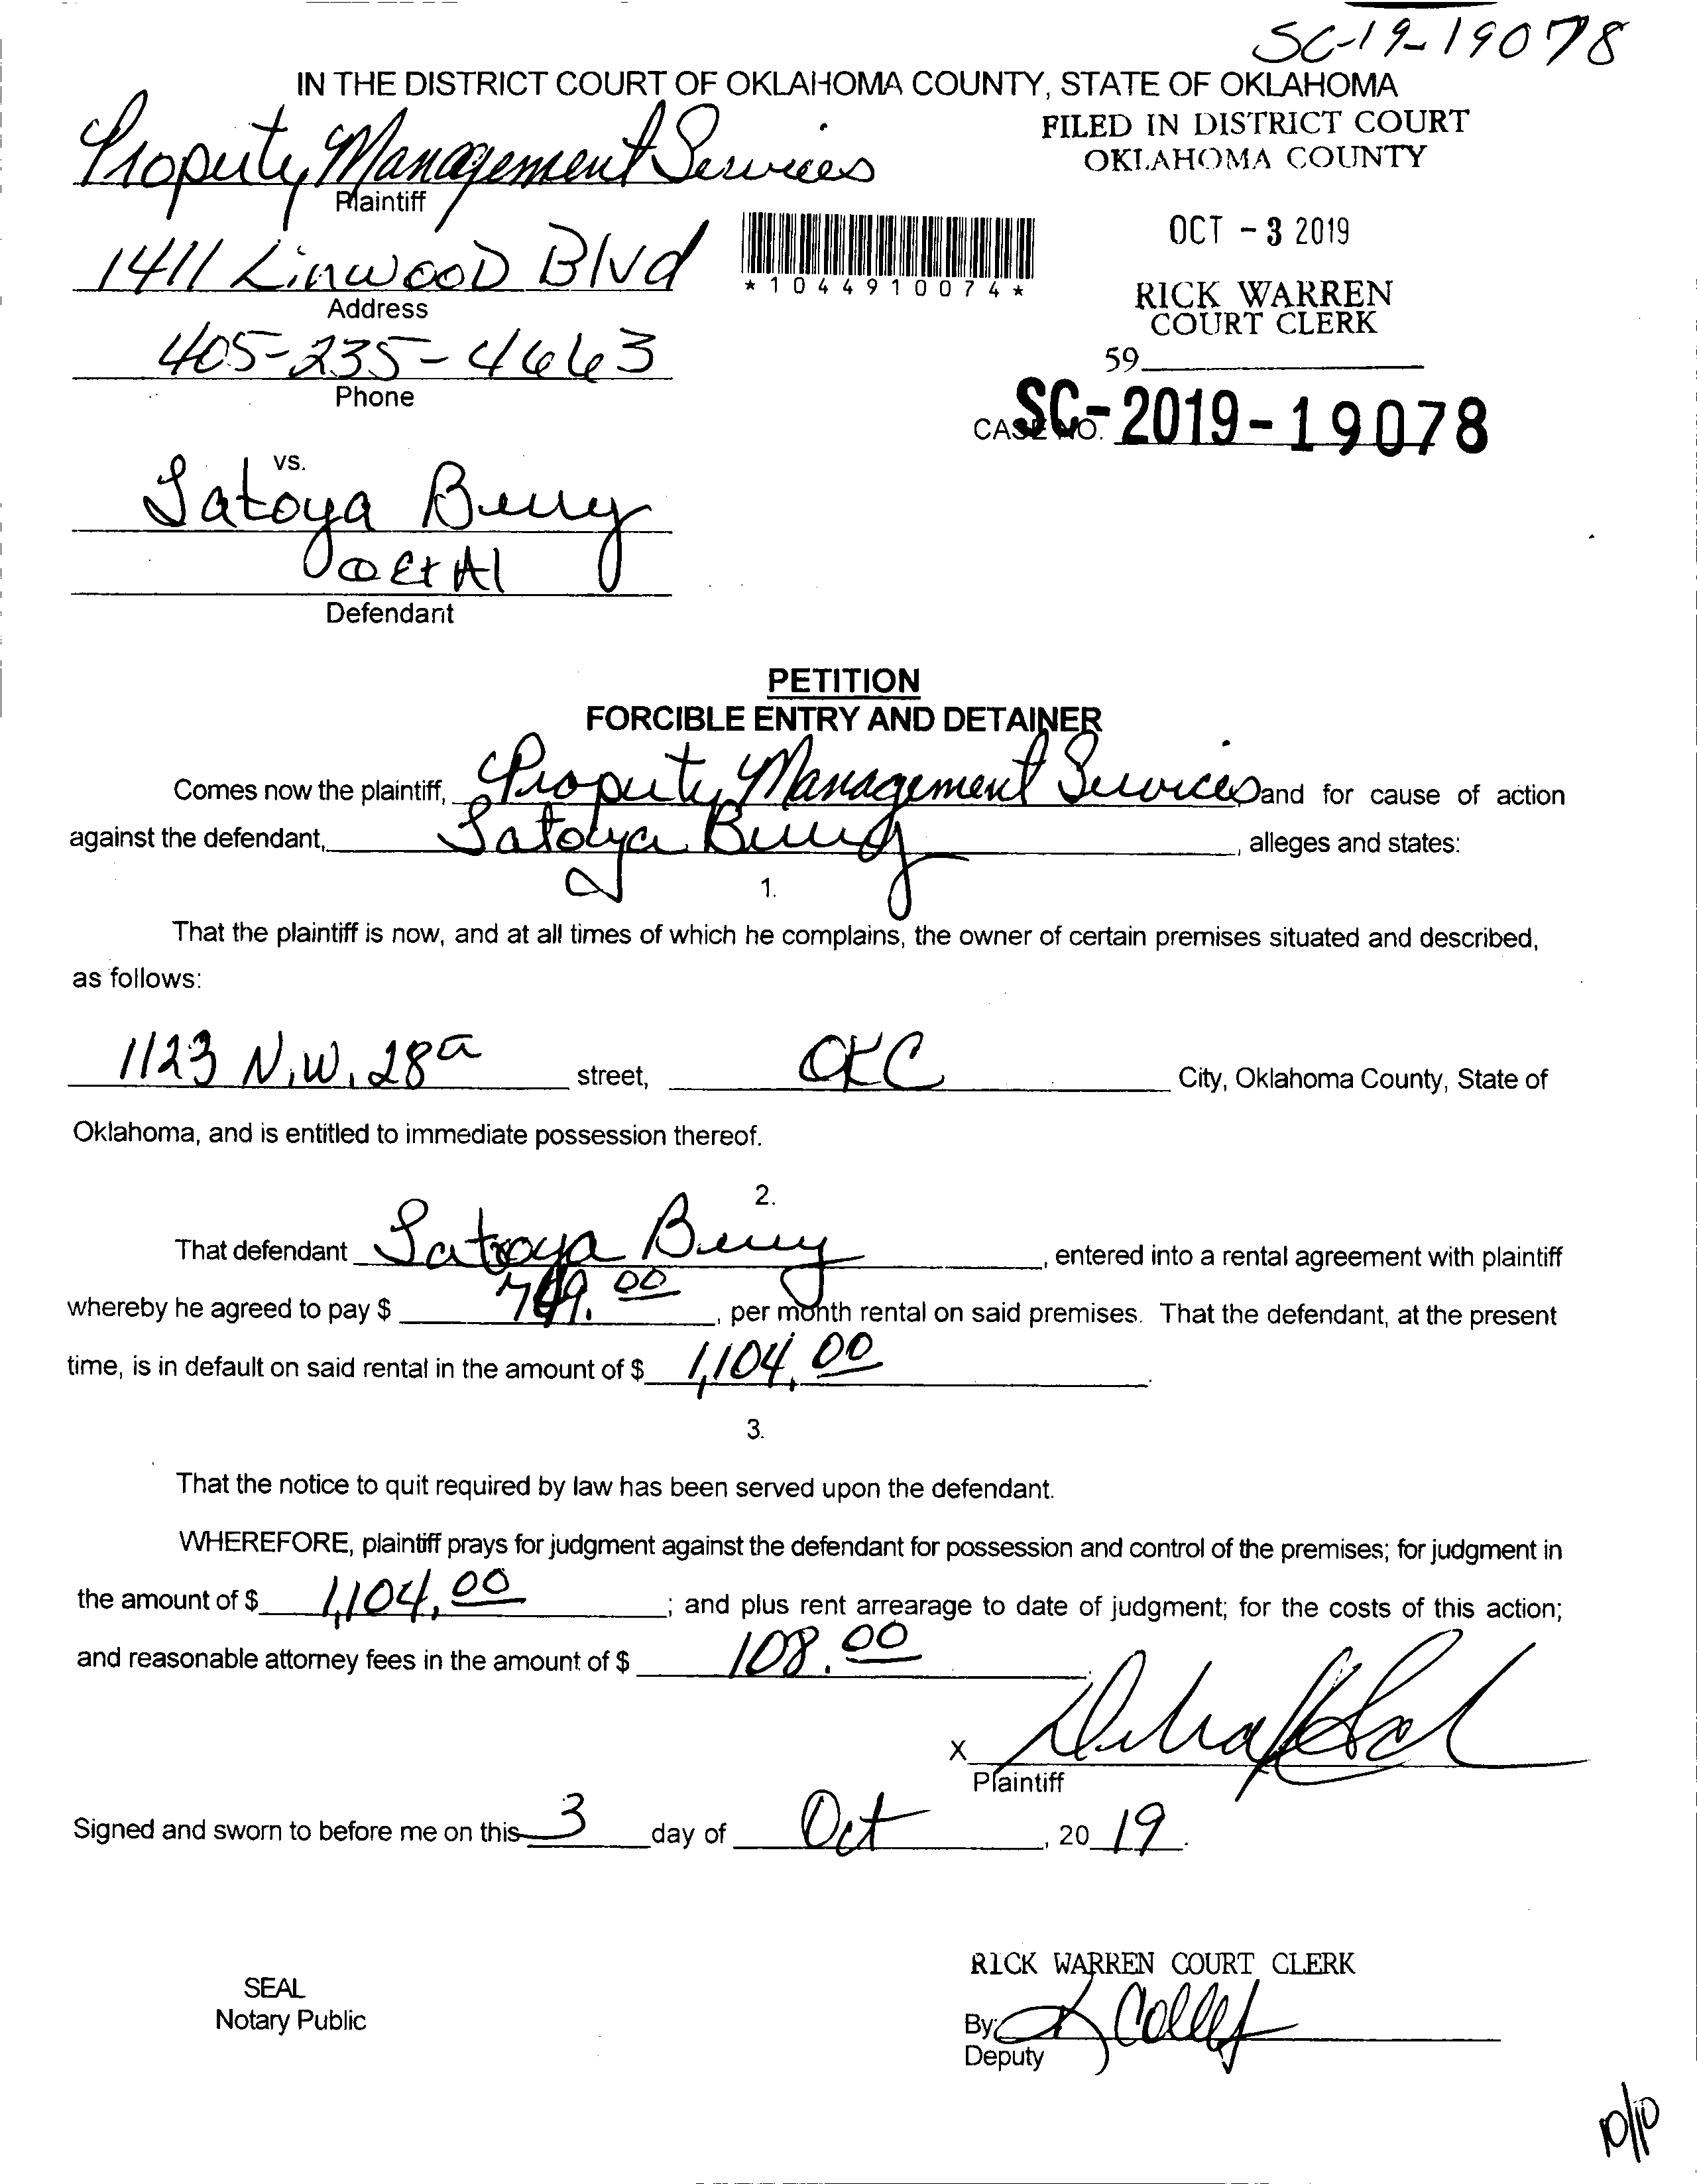 SC-19-19078
IN THE DISTRICT COURT OF OKLAHOMA COUNTY, STATE OF OKLAHOMA
FILED IN DISTRICT COURT
OKLAHOMA COUNTY
Property Management Services
Plaintiff
OCT - 3 2019
1411 Linwood Blvd
Address
*1044910074*
RICK WARREN
COURT CLERK
405-235-4663
Phone
59
CASE NO. SC-2019-19078
vs.
Latoya Berry
Et Al
Defendant
PETITION
FORCIBLE ENTRY AND DETAINER
Comes now the plaintiff, Property Management Services and for cause of action
against the defendant, Latoya Berry, alleges and states:
1.
That the plaintiff is now, and at all times of which he complains, the owner of certain premises situated and described,
as follows:
1123 N.W. 28 street, OKC City, Oklahoma County, State of
Oklahoma, and is entitled to immediate possession thereof.
2.
That defendant Latoya Berry, entered into a rental agreement with plaintiff
whereby he agreed to pay $ .00, per month rental on said premises. That the defendant, at the present
time, is in default on said rental in the amount of $ 1,104.00.
3.
That the notice to quit required by law has been served upon the defendant.
WHEREFORE, plaintiff prays for judgment against the defendant for possession and control of the premises; for judgment in
the amount of $ 1,104.00; and plus rent arrearage to date of judgment; for the costs of this action;
and reasonable attorney fees in the amount of $ 108.00.
X
Plaintiff
Signed and sworn to before me on this 3 day of Oct, 2019.
RICK WARREN COURT CLERK
SEAL
Notary Public
By:
Deputy
10/10